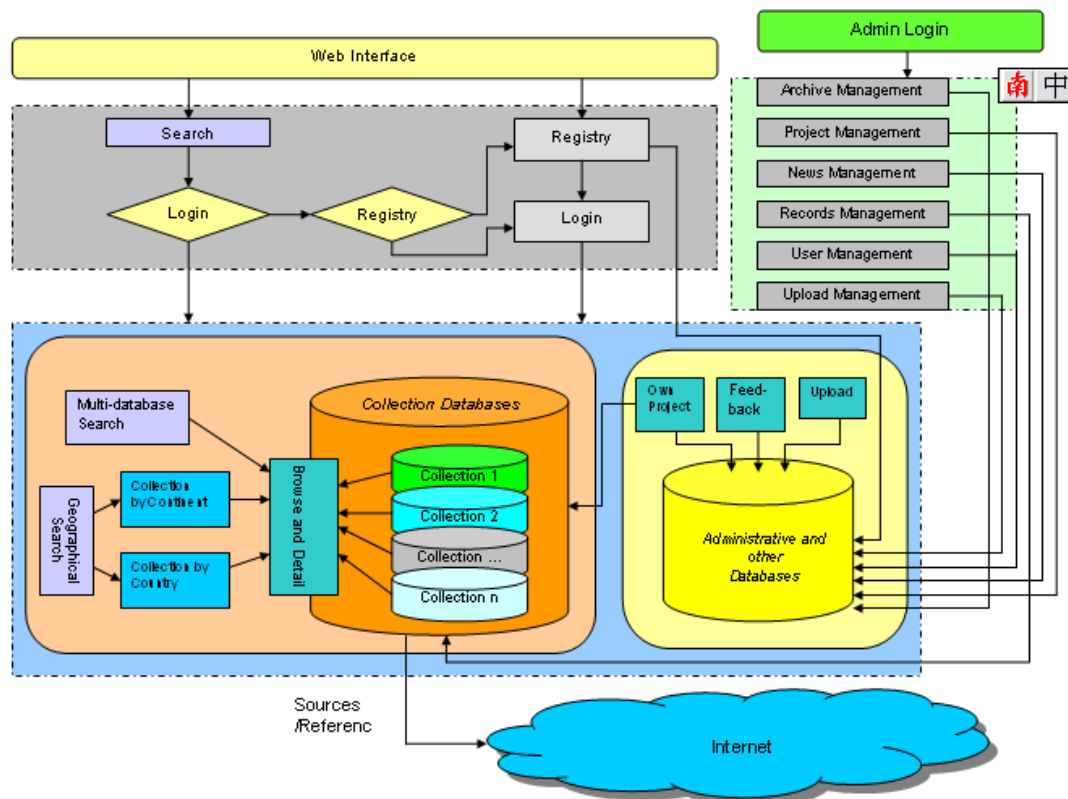 Web Interface
Admin Login
南 中
Archive Management
Project Management
News Management
Records Management
User Management
Upload Management
Search
Registry
Login
Registry
Login
Multi-database
Search
Geographical
Search
Collection
by Continent
Collection by
Country
Browse and Detail
Collection Databases
Collection 1
Collection 2
Collection ...
Collection n
Own
Project
Feed-
back
Upload
Administrative and
other
Databases
Sources
/Referenc
Internet